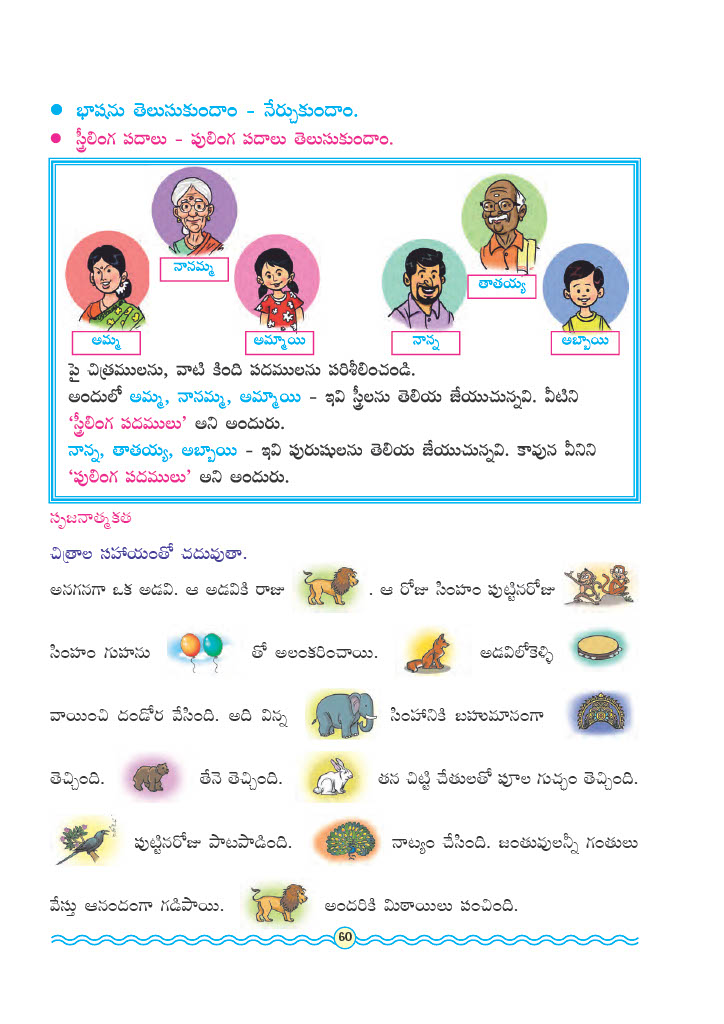 భాషను తెలుసుకుందాం - నేర్చుకుందాం.
స్త్రీలింగ పదాలు - పులింగ పదాలు తెలుసుకుందాం.
నానమ్మ
తాతయ్య
అమ్మ
అమ్మాయి
నాన్న
అబ్బాయి
పై చిత్రములను, వాటి కింది పదములను పరిశీలించండి.
అందులో అమ్మ, నానమ్మ, అమ్మాయి - ఇవి స్త్రీలను తెలియ జేయుచున్నవి. వీటిని
‘స్త్రీలింగ పదములు’ అని అందురు.
నాన్న, తాతయ్య, అబ్బాయి - ఇవి పురుషులను తెలియ జేయుచున్నవి. కావున వీనిని
‘పులింగ పదములు’ అని అందురు.
సృజనాత్మకత
చిత్రాల సహాయంతో చదువుతా.
అనగనగా ఒక అడవి. ఆ అడవికి రాజు . ఆ రోజు సింహం పుట్టినరోజు
సింహం గుహను తో అలంకరించాయి. అడవిలోకెళ్ళి
వాయించి దండోర వేసింది. అది విన్న సింహానికి బహుమానంగా
తెచ్చింది. తేనె తెచ్చింది. తన చిట్టి చేతులతో పూల గుచ్ఛం తెచ్చింది.
పుట్టినరోజు పాటపాడింది. నాట్యం చేసింది. జంతువులన్నీ గంతులు
వేస్తు ఆనందంగా గడిపాయి. అందరికి మిఠాయిలు పంచింది.
60